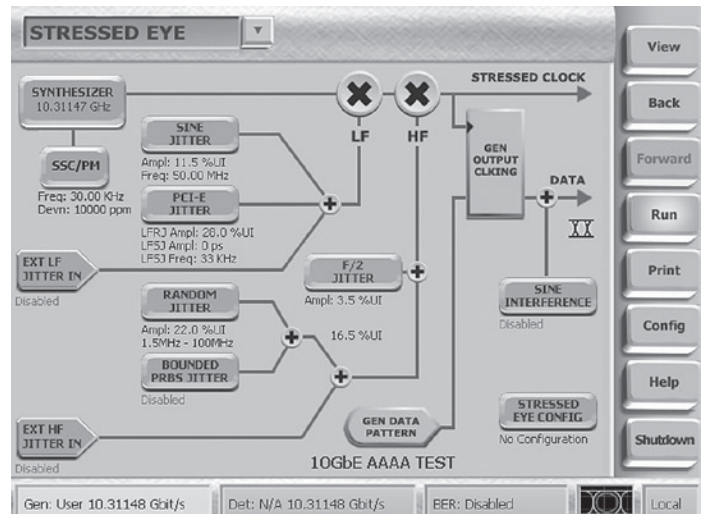 STRESSED EYE
SYNTHESIZER
10.31147 GHz
SSC/PM
Freq: 30.00 KHz
Devn: 10000 ppm
SINE
JITTER
Ampl: 11.5 %UI
Freq: 50.00 MHz
PCI-E
JITTER
LFRJ Ampl: 28.0 %UI
LFSJ Ampl: 0 ps
LFSJ Freq: 33 KHz
EXT LF
JITTER IN
Disabled
RANDOM
JITTER
Ampl: 22.0 %UI
1.5MHz - 100MHz
BOUNDED
PRBS JITTER
Disabled
EXT HF
JITTER IN
Disabled
LF
HF
F/2
JITTER
Ampl: 3.5 %UI
16.5 %UI
STRESSED CLOCK
GEN
OUTPUT
CLKING
DATA
SINE
INTERFERENCE
Disabled
GEN DATA
PATTERN
STRESSED
EYE CONFIG
No Configuration
10GbE AAAA TEST
View
Back
Forward
Run
Print
Config
Help
Shutdown
Gen: User 10.31148 Gbit/s
Det: N/A 10.31148 Gbit/s
BER: Disabled
Local